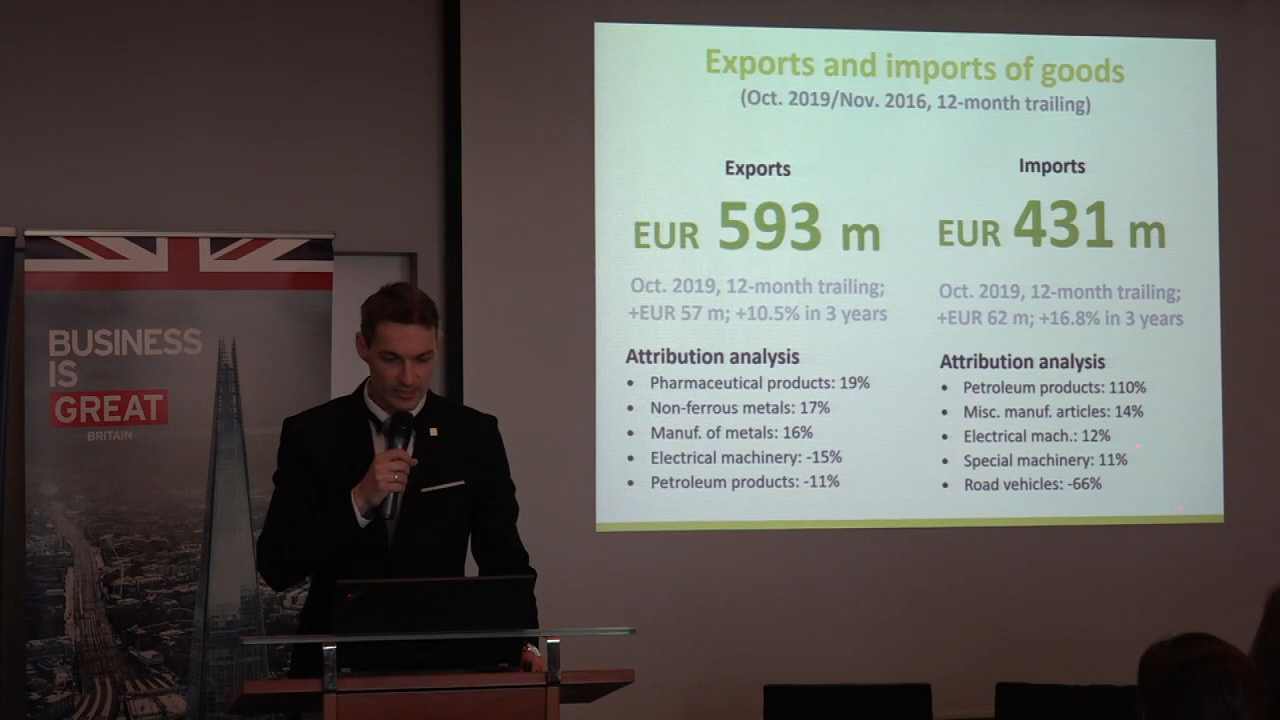 BUSINESS
IS
GREAT
BRITAIN
Exports and imports of goods
(Oct. 2019/Nov. 2016, 12-month trailing)
Exports
EUR 593 m
Oct. 2019, 12-month trailing;
+EUR 57 m; +10.5% in 3 years
Attribution analysis
• Pharmaceutical products: 19%
• Non-ferrous metals: 17%
• Manuf. of metals: 16%
• Electrical machinery: -15%
• Petroleum products: -11%
Imports
EUR 431 m
Oct. 2019, 12-month trailing;
+EUR 62 m; +16.8% in 3 years
Attribution analysis
• Petroleum products: 110%
• Misc. manuf. articles: 14%
• Electrical mach.: 12%
• Special machinery: 11%
• Road vehicles: -66%